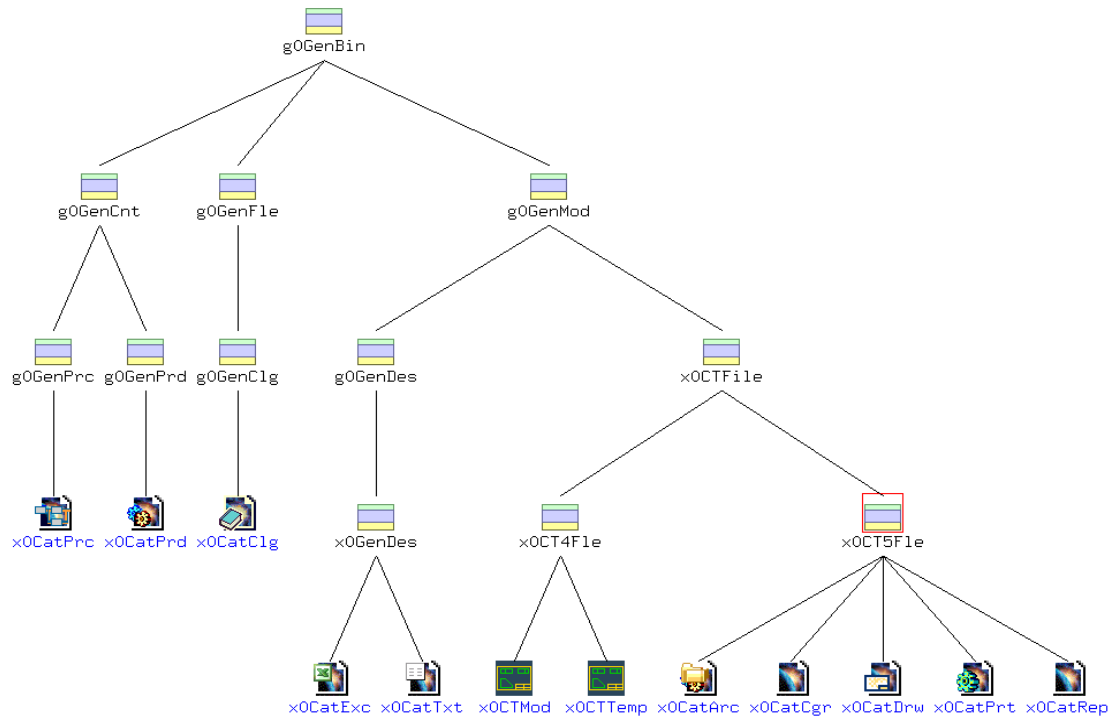 g0GenBin
g0GenCnt g0GenFle g0GenMod
g0GenPrc g0GenPrd g0GenClg g0GenDes x0CTFile
x0CatPrc x0CatPrd x0CatClg x0GenDes x0CT4Fle x0CT5Fle
x0CatExc x0CatTxt x0CTMod x0CTTemp x0CatArc x0CatCgr x0CatDrw x0CatPrt x0CatRep